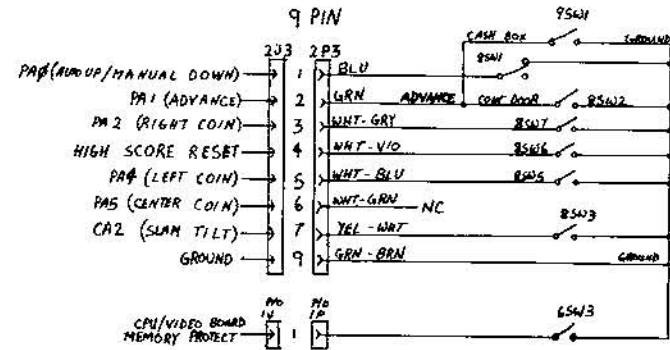 9 PIN
9SW1
2J3 2P3 CASH BOX GROUND
8SW1
PAØ (AUTO UP/MANUAL DOWN) 1 BLU
PA1 (ADVANCE) 2 GRN ADVANCE COIN DOOR 8SW2
PA2 (RIGHT COIN) 3 WHT-GRY 8SW7
HIGH SCORE RESET 4 WHT-VIO 8SW6
PA4 (LEFT COIN) 5 WHT-BLU 8SW5
PA5 (CENTER COIN) 6 WHT-GRN NC
CA2 (SLAM TILT) 7 YEL-WHT 8SW3
GROUND 9 GRN-BRN GROUND
P/O P/O
1J 1P
CPU/VIDEO BOARD
MEMORY PROTECT 1 6SW3